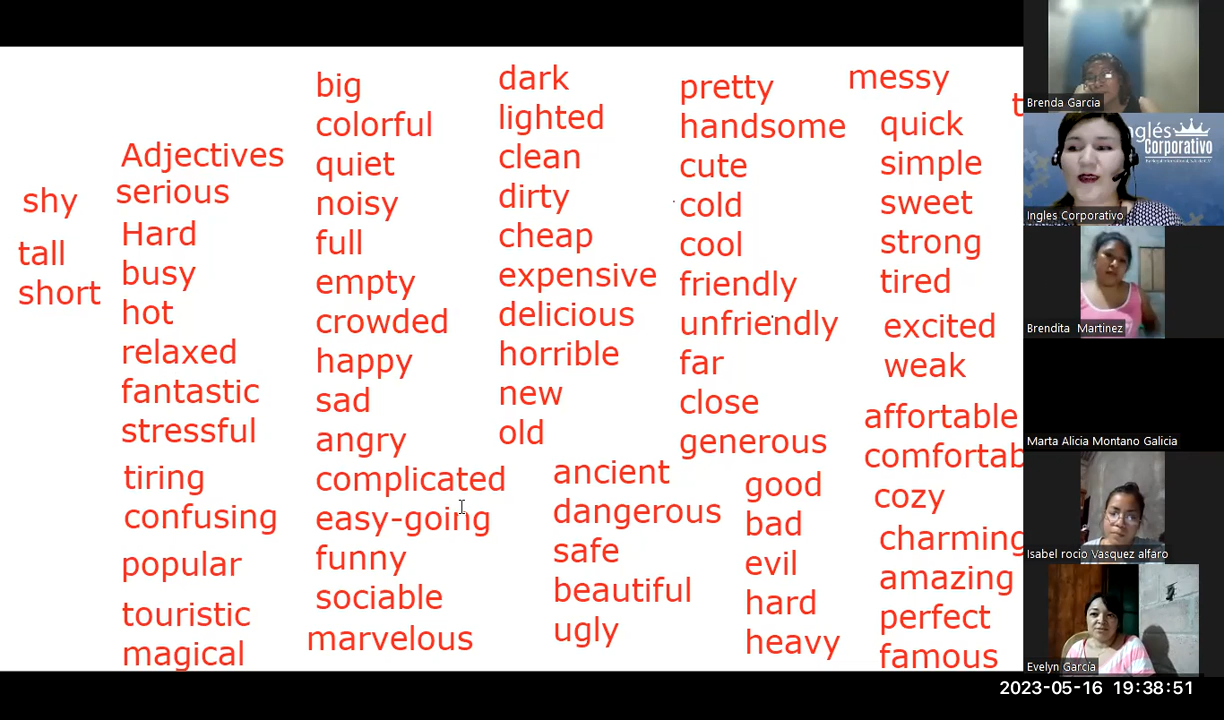 shy
tall
short
Adjectives
serious
Hard
busy
hot
relaxed
fantastic
stressful
tiring
confusing
popular
touristic
magical
big
colorful
quiet
noisy
full
empty
crowded
happy
sad
angry
complicated
easy-going
funny
sociable
marvelous
dark
lighted
clean
dirty
cheap
expensive
delicious
horrible
new
old
ancient
dangerous
safe
beautiful
ugly
pretty
handsome
cute
cold
cool
friendly
unfriendly
far
close
generous
good
bad
evil
hard
heavy
messy
quick
simple
sweet
strong
tired
excited
weak
affortable
comfortab
cozy
charming
amazing
perfect
famous
t
Brenda Garcia
nglés
Corporativo
Ingles Corporativo
Brendita Martinez
Marta Alicia Montano Galicia
Isabel rocio Vasquez alfaro
Evelyn García
2023-05-16 19:38:51